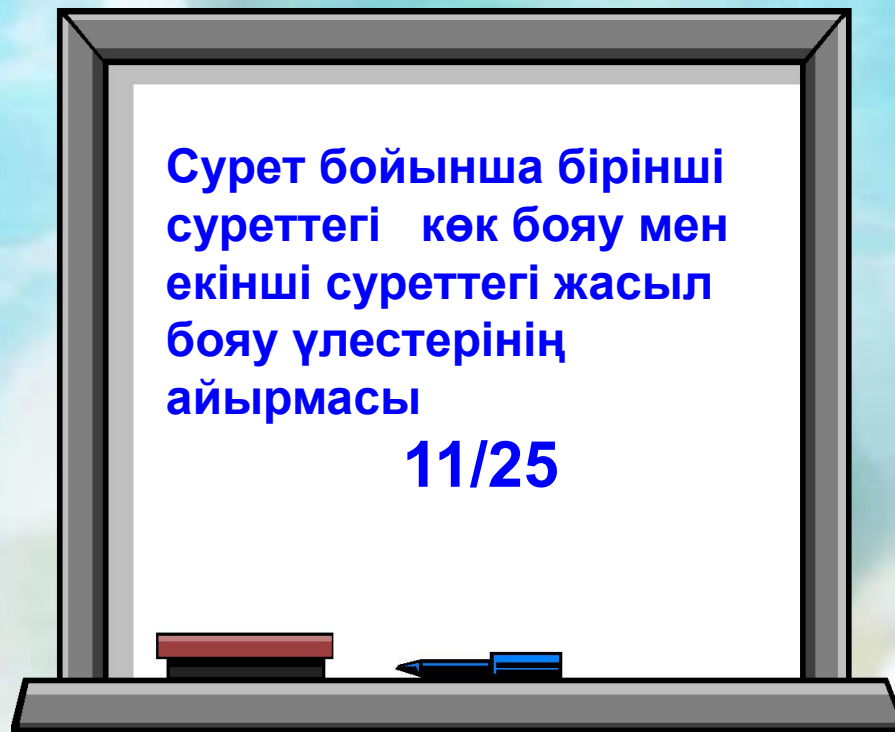 Сурет бойынша бірінші
суреттегі көк бояу мен
екінші суреттегі жасыл
бояу үлестерінің
айырмасы
11/25